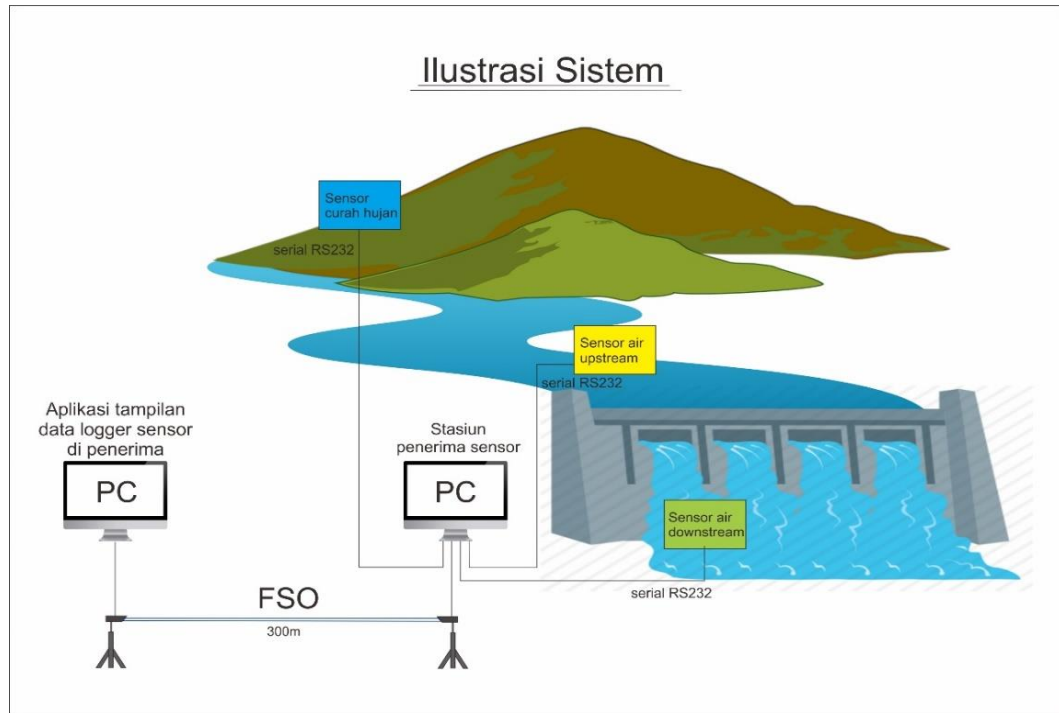 Ilustrasi Sistem
Sensor
curah hujan
serial RS232
Sensor air
upstream
serial RS232
Aplikasi tampilan
data logger sensor
di penerima
PC
Stasiun
penerima sensor
PC
Sensor air
downstream
serial RS232
FSO
300m